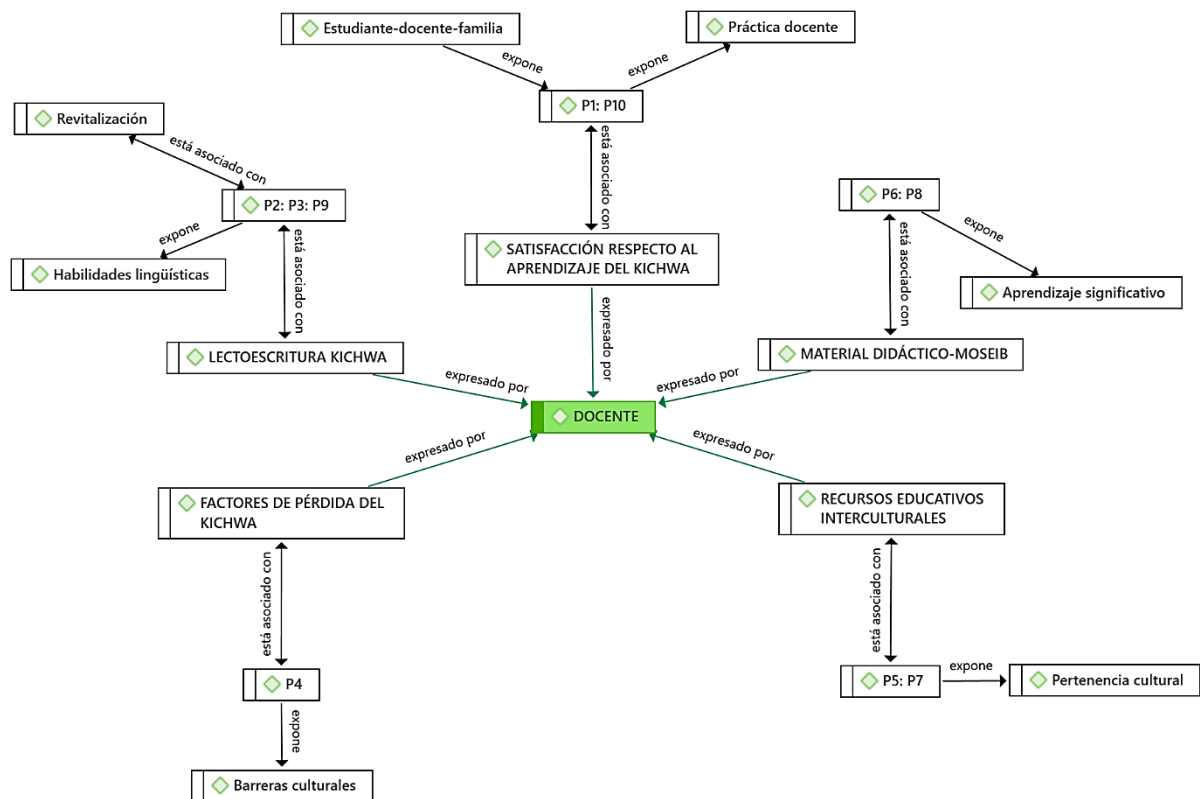 Estudiante-docente-familia
Práctica docente
expone
expone
P1: P10
Revitalización
está asociado con
está asociado con
P2: P3: P9
P6: P8
expone
está asociado con
está asociado con
expone
SATISFACCIÓN RESPECTO AL
APRENDIZAJE DEL KICHWA
Habilidades lingüísticas
Aprendizaje significativo
LECTOESCRITURA KICHWA
MATERIAL DIDÁCTICO-MOSEIB
expresado por
expresado por
expresado por
DOCENTE
expresado por
expresado por
FACTORES DE PÉRDIDA DEL
KICHWA
RECURSOS EDUCATIVOS
INTERCULTURALES
está asociado con
está asociado con
P4
P5: P7
expone
Pertenencia cultural
expone
Barreras culturales